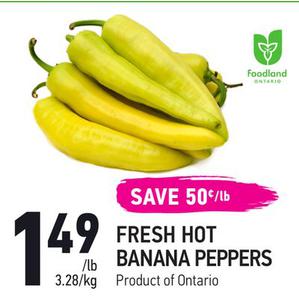 foodland
ONTARIO
SAVE 50¢/lb
1 49
/lb
3.28/kg
FRESH HOT
BANANA PEPPERS
Product of Ontario